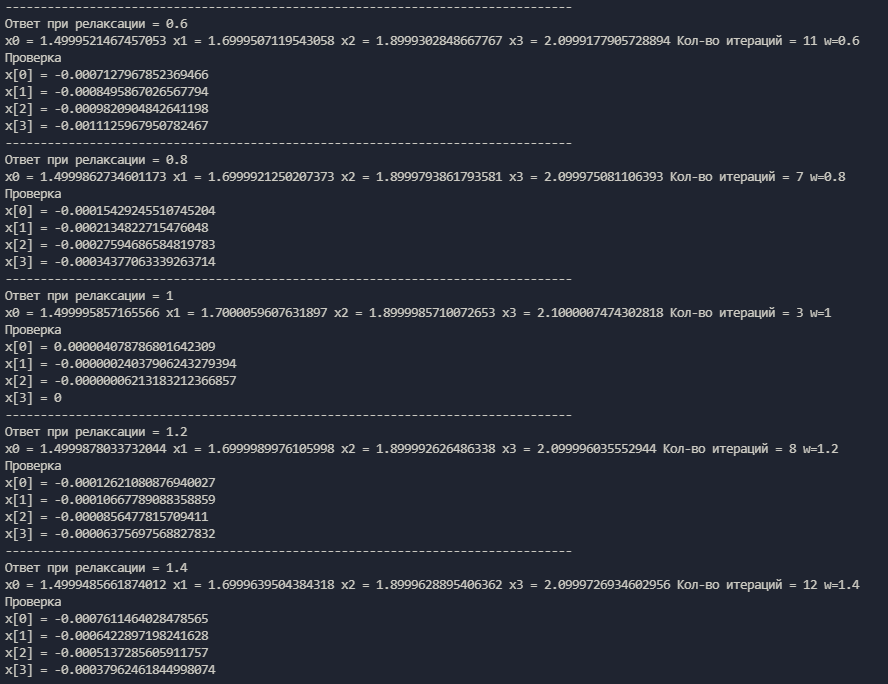 ---------------------------------------------------------------------------------
Ответ при релаксации = 0.6
x0 = 1.4999521467457053 x1 = 1.6999507119543058 x2 = 1.8999302848667767 x3 = 2.0999177905728894 Кол-во итераций = 11 w=0.6
Проверка
x[0] = -0.0007127967852369466
x[1] = -0.0008495867026567794
x[2] = -0.0009820904842641198
x[3] = -0.0011125967950782467
---------------------------------------------------------------------------------
Ответ при релаксации = 0.8
x0 = 1.4999862734601173 x1 = 1.6999921250207373 x2 = 1.8999793861793581 x3 = 2.099975081106393 Кол-во итераций = 7 w=0.8
Проверка
x[0] = -0.00015429245510745204
x[1] = -0.0002134822715476048
x[2] = -0.00027594686584819783
x[3] = -0.00034377063339263714
---------------------------------------------------------------------------------
Ответ при релаксации = 1
x0 = 1.499995857165566 x1 = 1.7000059607631897 x2 = 1.8999985710072653 x3 = 2.1000007474302818 Кол-во итераций = 3 w=1
Проверка
x[0] = 0.000004078786801642309
x[1] = -0.00000024037906243279394
x[2] = -0.00000006213183212366857
x[3] = 0
---------------------------------------------------------------------------------
Ответ при релаксации = 1.2
x0 = 1.4999878033732044 x1 = 1.6999989976105998 x2 = 1.899992626486338 x3 = 2.099996035552944 Кол-во итераций = 8 w=1.2
Проверка
x[0] = -0.00012621080876940027
x[1] = -0.00010667789088358859
x[2] = -0.0000856477815709411
x[3] = -0.00006375697568827832
---------------------------------------------------------------------------------
Ответ при релаксации = 1.4
x0 = 1.4999485661874012 x1 = 1.6999639504384318 x2 = 1.8999628895406362 x3 = 2.0999726934602956 Кол-во итераций = 12 w=1.4
Проверка
x[0] = -0.0007611464028478565
x[1] = -0.0006422897198241628
x[2] = -0.0005137285605911757
x[3] = -0.00037962461844998074